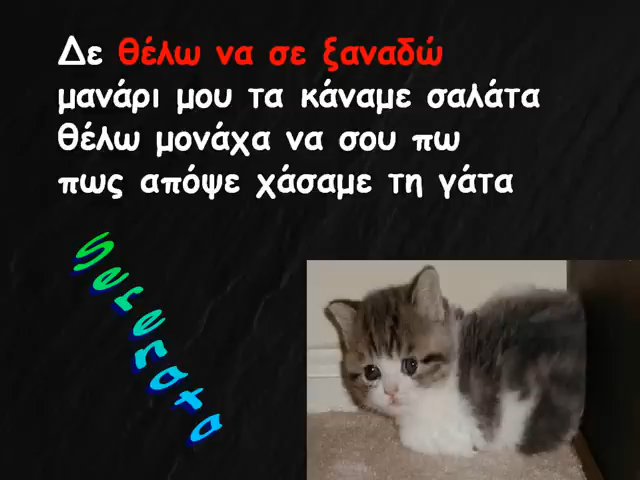 Δε θέλω να σε ξαναδώ
μανάρι μου τα κάναμε σαλάτα
θέλω μονάχα να σου πω
πως απόψε χάσαμε τη γάτα
Serenata